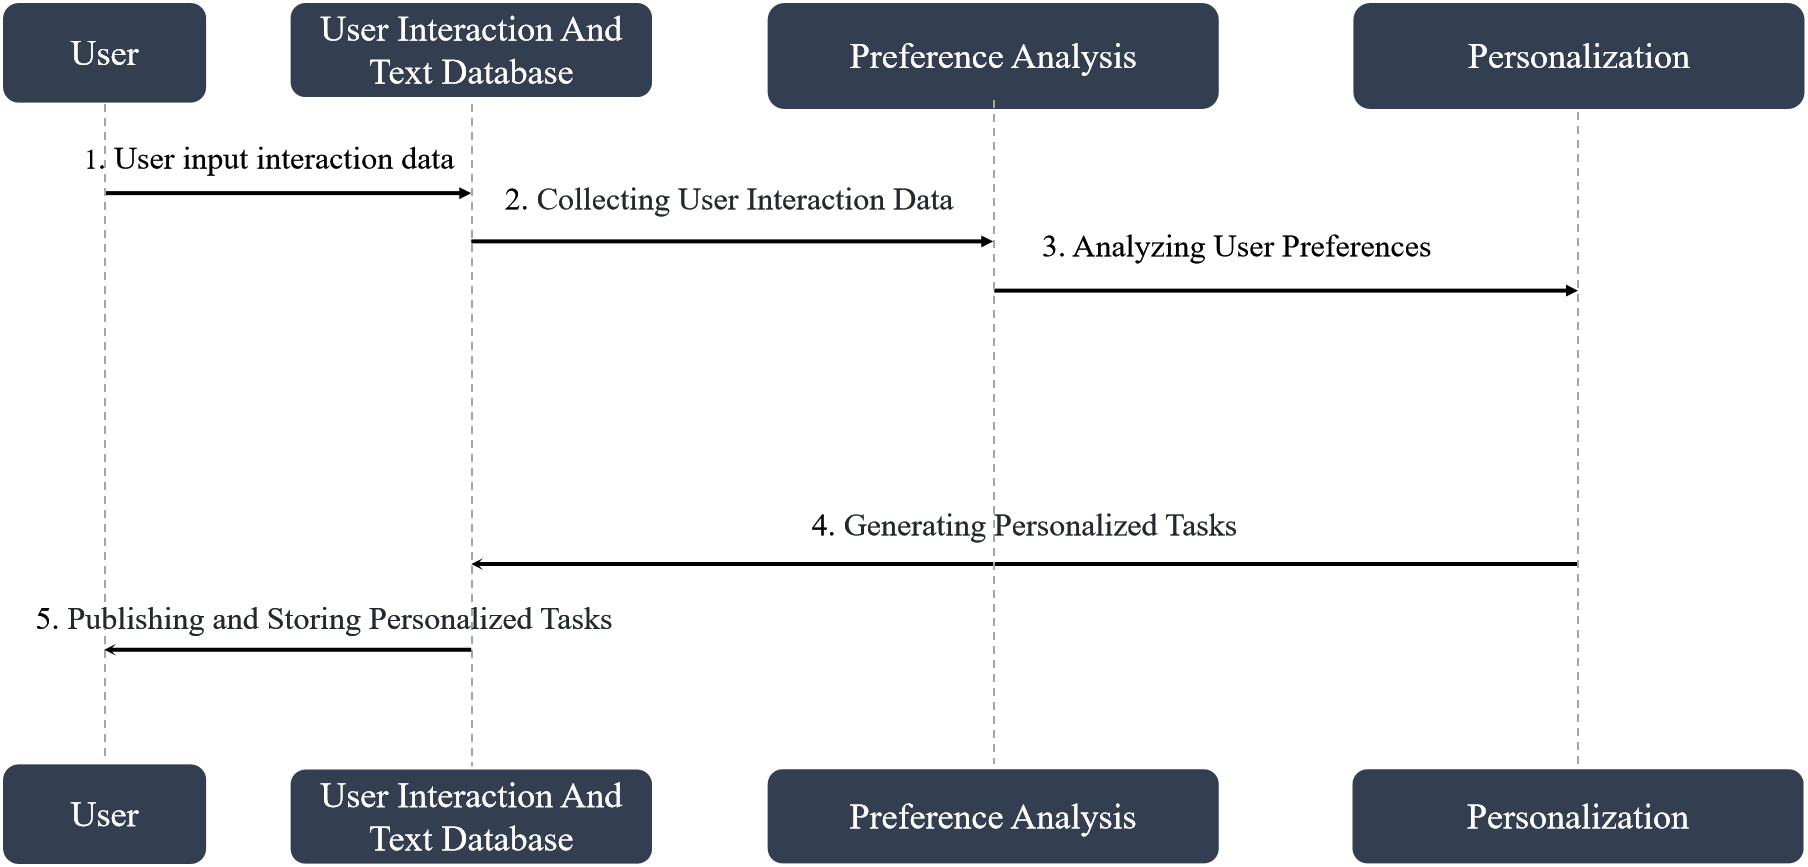 User
User Interaction And
Text Database
Preference Analysis
Personalization
1. User input interaction data
2. Collecting User Interaction Data
3. Analyzing User Preferences
4. Generating Personalized Tasks
5. Publishing and Storing Personalized Tasks
User
User Interaction And
Text Database
Preference Analysis
Personalization